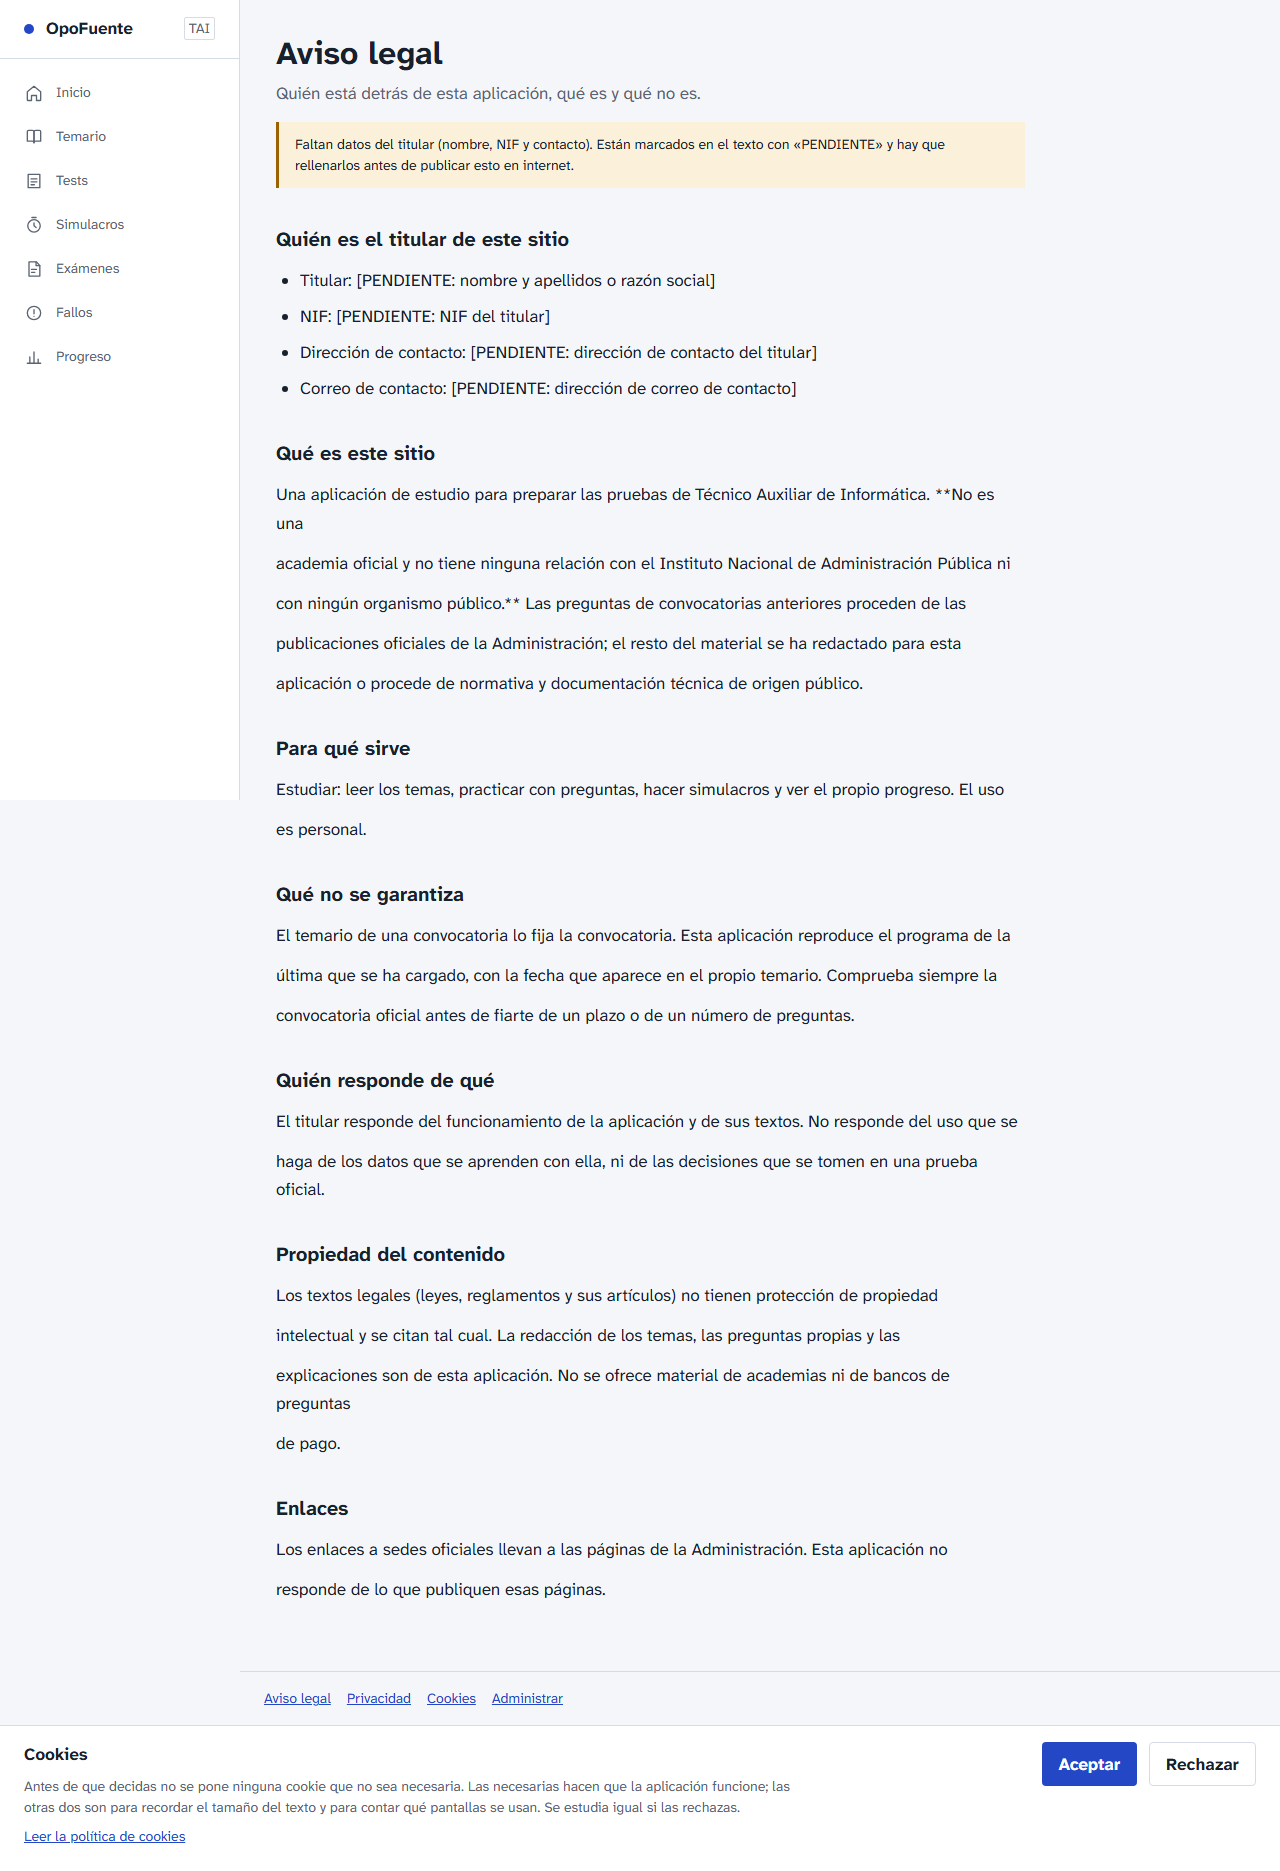 OpoFuente
TAI
Inicio
Temario
Tests
Simulacros
Exámenes
Fallos
Progreso
Aviso legal
Quién está detrás de esta aplicación, qué es y qué no es.
Faltan datos del titular (nombre, NIF y contacto). Están marcados en el texto con «PENDIENTE» y hay que
rellenarlos antes de publicar esto en internet.
Quién es el titular de este sitio
• Titular: [PENDIENTE: nombre y apellidos o razón social]
• NIF: [PENDIENTE: NIF del titular]
• Dirección de contacto: [PENDIENTE: dirección de contacto del titular]
• Correo de contacto: [PENDIENTE: dirección de correo de contacto]
Qué es este sitio
Una aplicación de estudio para preparar las pruebas de Técnico Auxiliar de Informática. **No es
una
academia oficial y no tiene ninguna relación con el Instituto Nacional de Administración Pública ni
con ningún organismo público.** Las preguntas de convocatorias anteriores proceden de las
publicaciones oficiales de la Administración; el resto del material se ha redactado para esta
aplicación o procede de normativa y documentación técnica de origen público.
Para qué sirve
Estudiar: leer los temas, practicar con preguntas, hacer simulacros y ver el propio progreso. El uso
es personal.
Qué no se garantiza
El temario de una convocatoria lo fija la convocatoria. Esta aplicación reproduce el programa de la
última que se ha cargado, con la fecha que aparece en el propio temario. Comprueba siempre la
convocatoria oficial antes de fiarte de un plazo o de un número de preguntas.
Quién responde de qué
El titular responde del funcionamiento de la aplicación y de sus textos. No responde del uso que se
haga de los datos que se aprenden con ella, ni de las decisiones que se tomen en una prueba
oficial.
Propiedad del contenido
Los textos legales (leyes, reglamentos y sus artículos) no tienen protección de propiedad
intelectual y se citan tal cual. La redacción de los temas, las preguntas propias y las
explicaciones son de esta aplicación. No se ofrece material de academias ni de bancos de
preguntas
de pago.
Enlaces
Los enlaces a sedes oficiales llevan a las páginas de la Administración. Esta aplicación no
responde de lo que publiquen esas páginas.
Aviso legal Privacidad Cookies Administrar
Cookies
Antes de que decidas no se pone ninguna cookie que no sea necesaria. Las necesarias hacen que la aplicación funcione; las
otras dos son para recordar el tamaño del texto y para contar qué pantallas se usan. Se estudia igual si las rechazas.
Leer la política de cookies
Aceptar
Rechazar